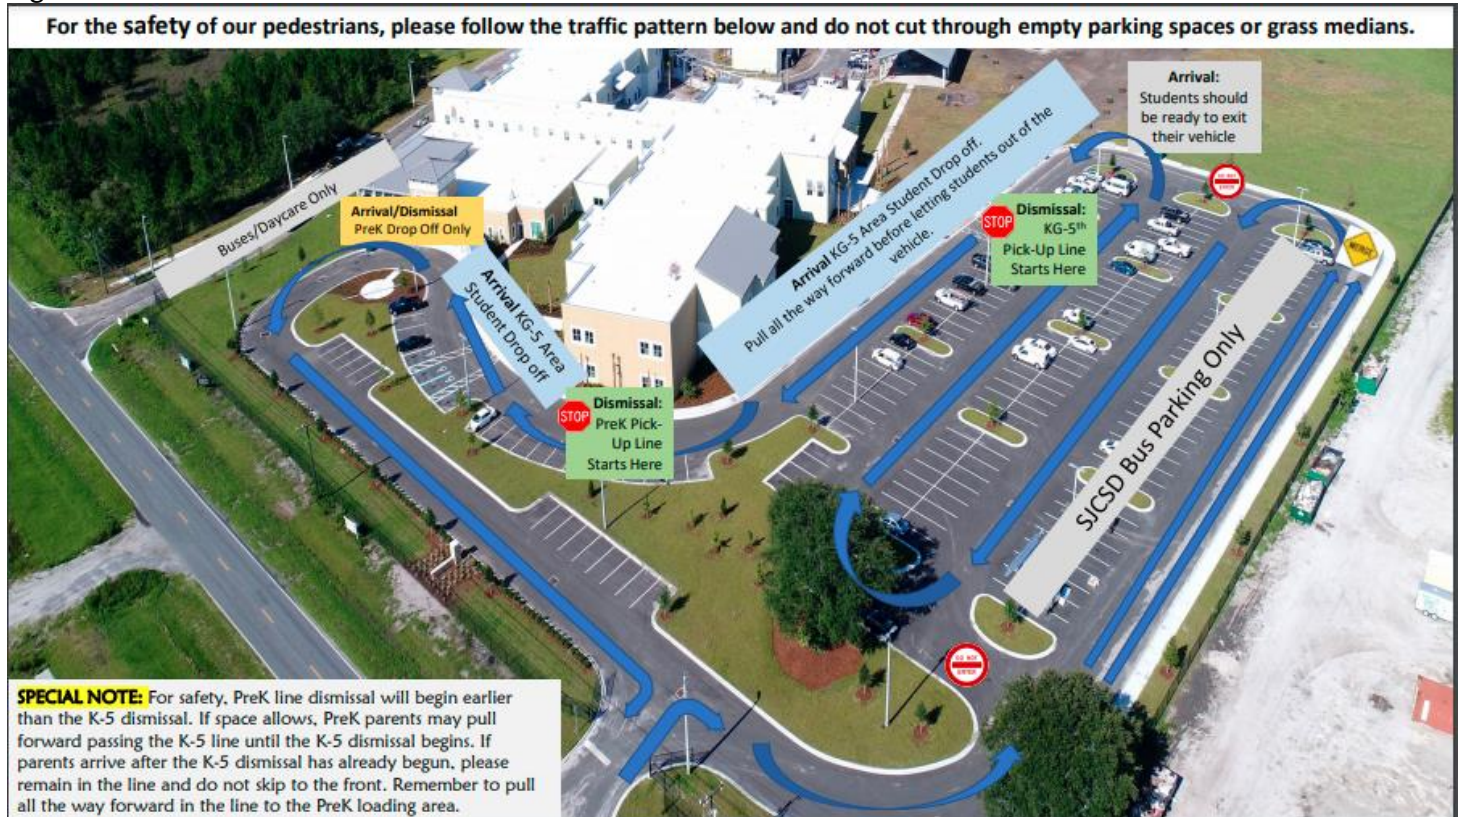 For the safety of our pedestrians, please follow the traffic pattern below and do not cut through empty parking spaces or grass medians.
Arrival:
Students should
be ready to exit
their vehicle
Buses/Daycare Only
Arrival/Dismissal
PreK Drop Off Only
Arrival KG-5 Area
Student Drop off
Arrival KG-5 Area Student Drop off.
Pull all the way forward before letting students out of the
vehicle.
STOP
Dismissal:
KG-5th
Pick-Up Line
Starts Here
DO NOT
ENTER
MERGE
SJCSD Bus Parking Only
STOP
Dismissal:
PreK Pick-
Up Line
Starts Here
DO NOT
ENTER
SPECIAL NOTE: For safety, PreK line dismissal will begin earlier
than the K-5 dismissal. If space allows, PreK parents may pull
forward passing the K-5 line until the K-5 dismissal begins. If
parents arrive after the K-5 dismissal has already begun, please
remain in the line and do not skip to the front. Remember to pull
all the way forward in the line to the PreK loading area.